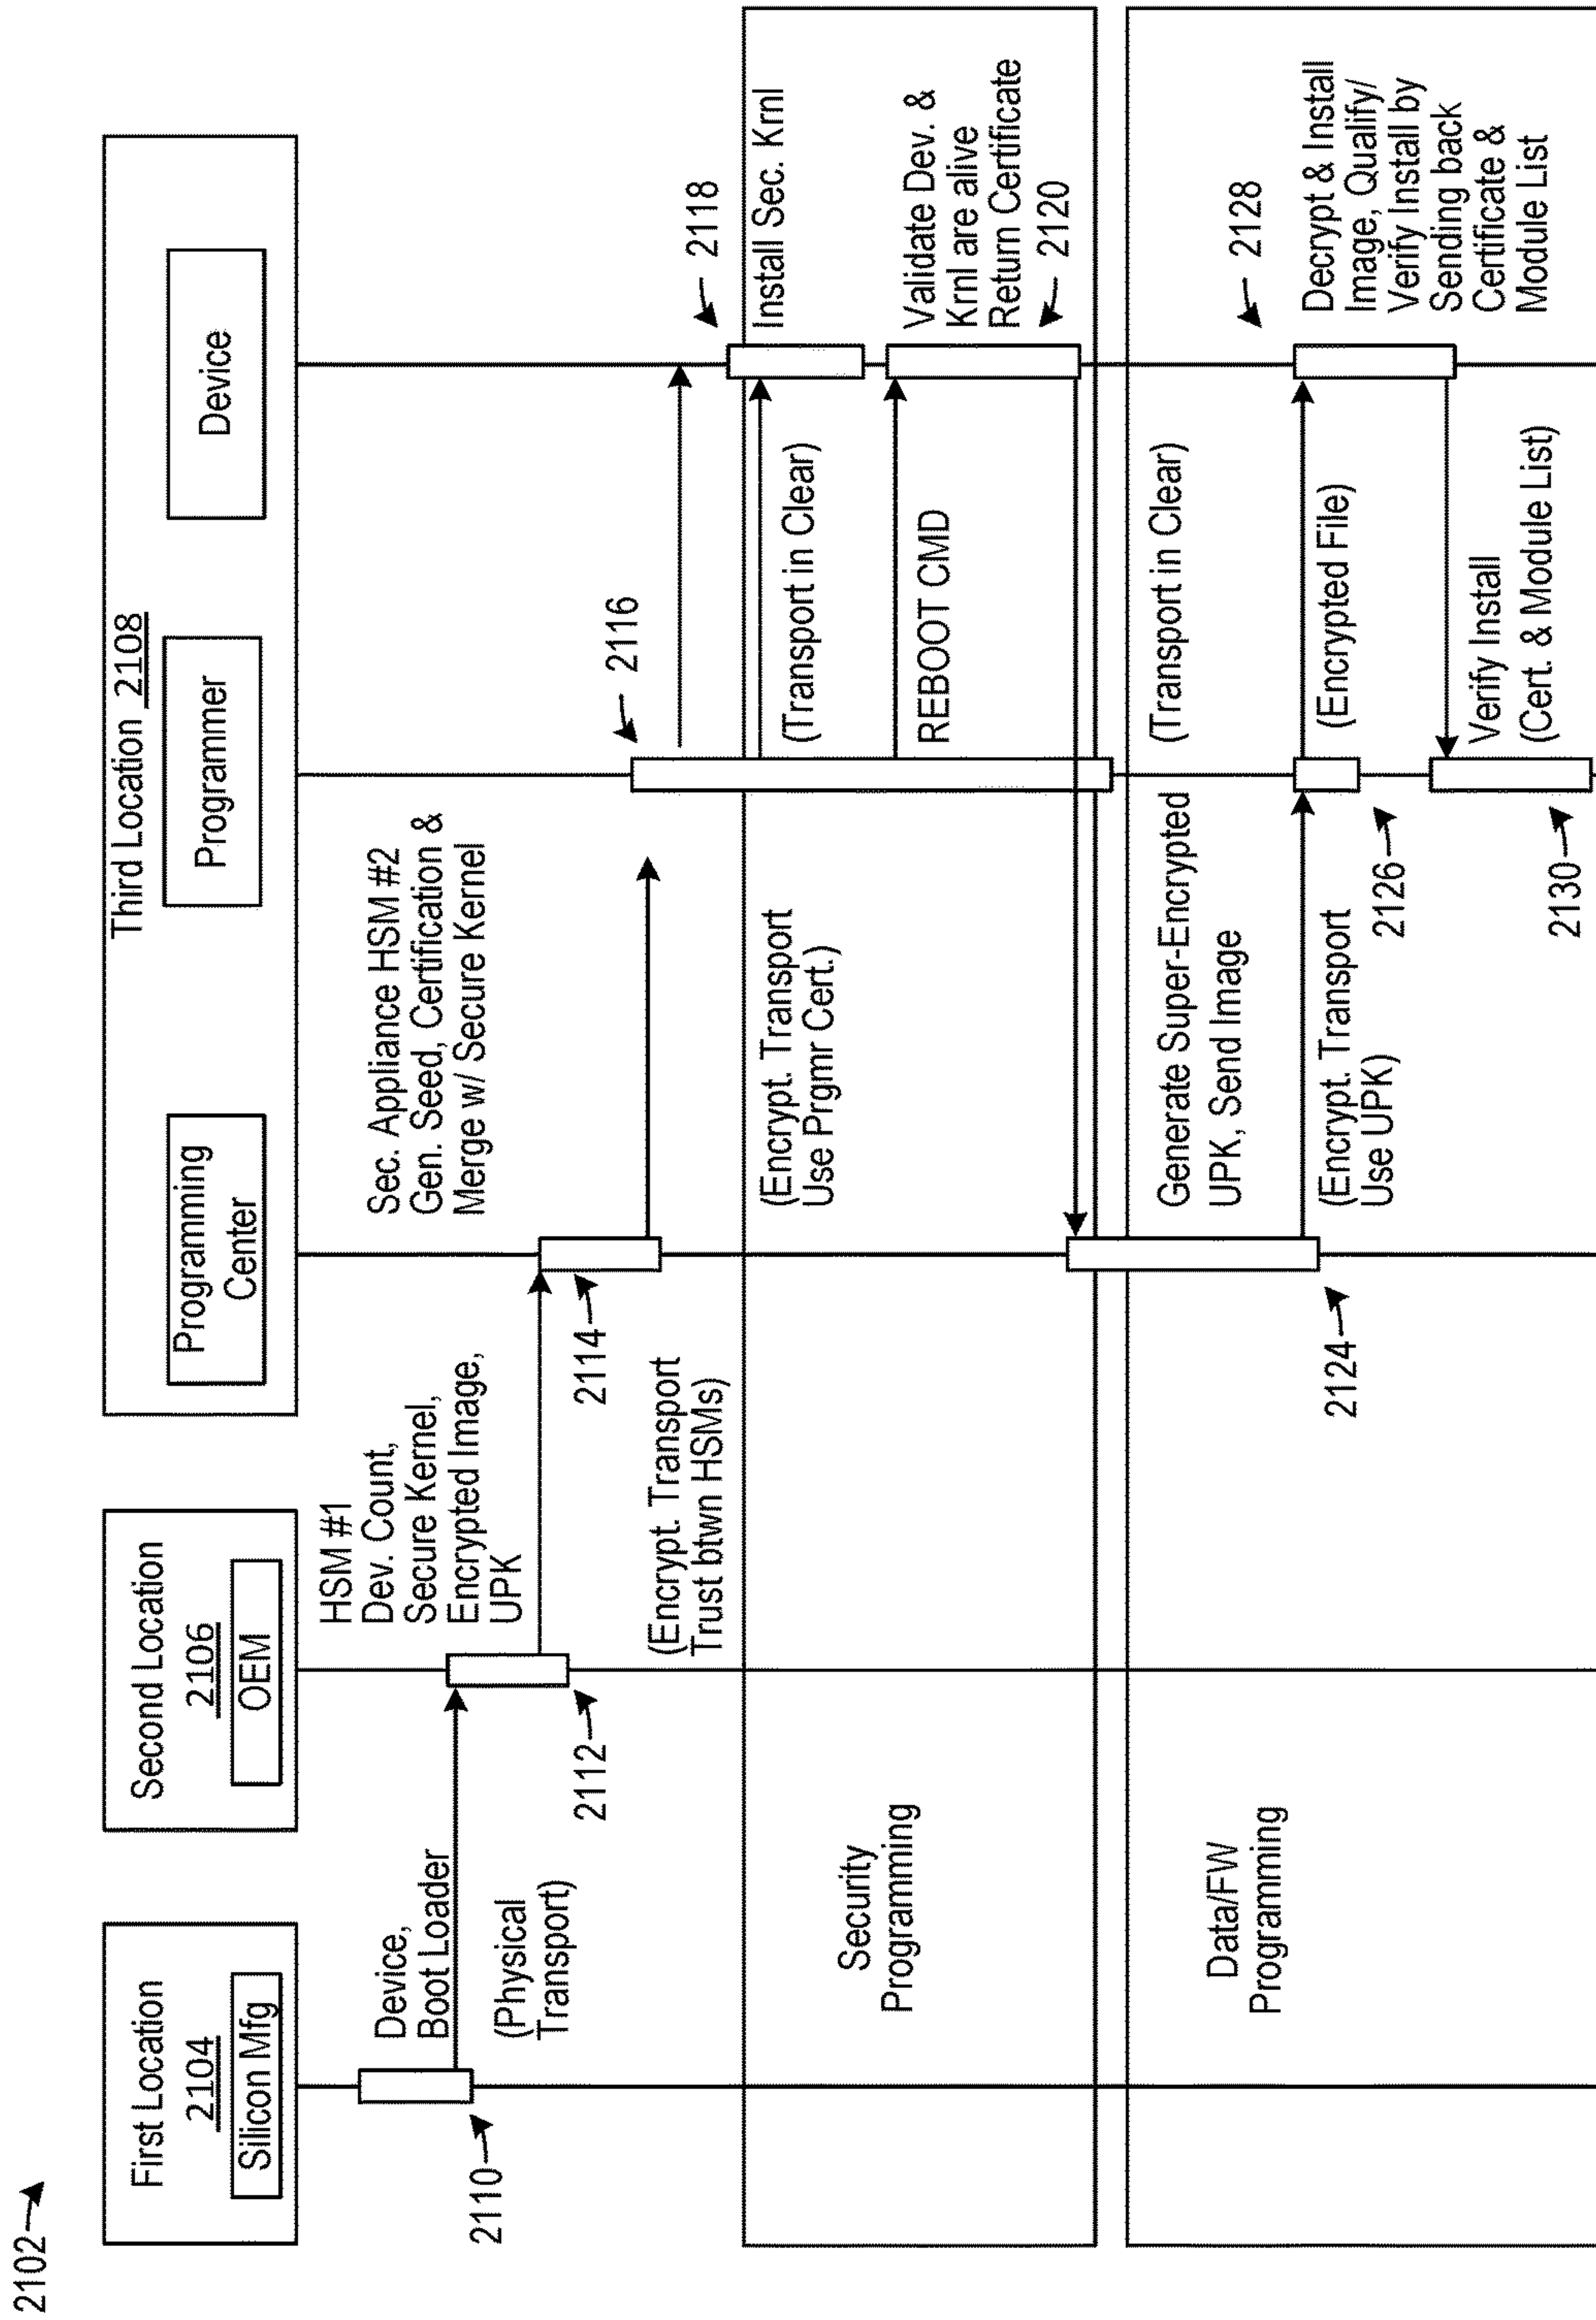 2102
First Location
2104
Silicon Mfg
Second Location
2106
OEM
Third Location 2108
Programming
Center
Programmer
Device
Device,
Boot Loader
(Physical
Transport)
2110
HSM #1
Dev. Count,
Secure Kernel,
Encrypted Image,
UPK
2112
(Encrypt. Transport
Trust btwn HSMs)
Sec. Appliance HSM #2
Gen. Seed, Certification &
Merge w/ Secure Kernel
2114
2116
2118
Security
Programming
(Encrypt. Transport
Use Prgmr Cert.)
(Transport in Clear)
Install Sec. Krnl
REBOOT CMD
Validate Dev. &
Krnl are alive
Return Certificate
2120
Data/FW
Programming
Generate Super-Encrypted
UPK, Send Image
(Transport in Clear)
2124
(Encrypt. Transport
Use UPK)
2126
(Encrypted File)
2128
Decrypt & Install
Image, Qualify/
Verify Install by
Sending back
Certificate &
Module List
Verify Install
(Cert. & Module List)
2130